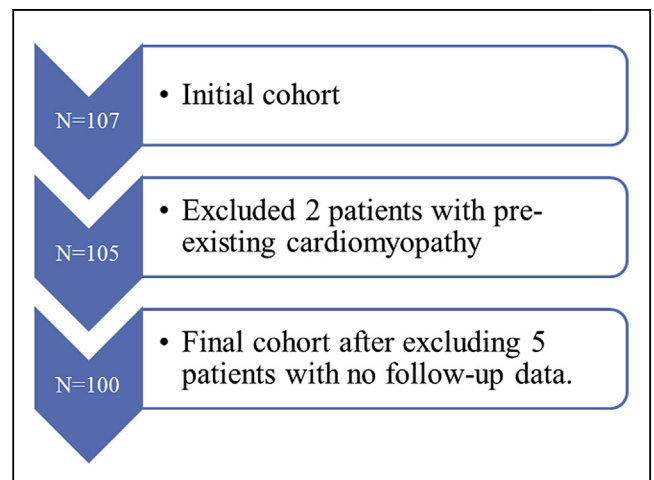 N=107
• Initial cohort
N=105
• Excluded 2 patients with pre-
existing cardiomyopathy
N=100
• Final cohort after excluding 5
patients with no follow-up data.